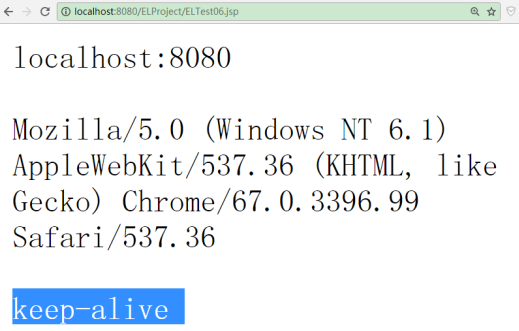 localhost:8080/ELProject/ELTest06.jsp
localhost:8080
Mozilla/5.0 (Windows NT 6.1)
AppleWebKit/537.36 (KHTML, like
Gecko) Chrome/67.0.3396.99
Safari/537.36
keep-alive